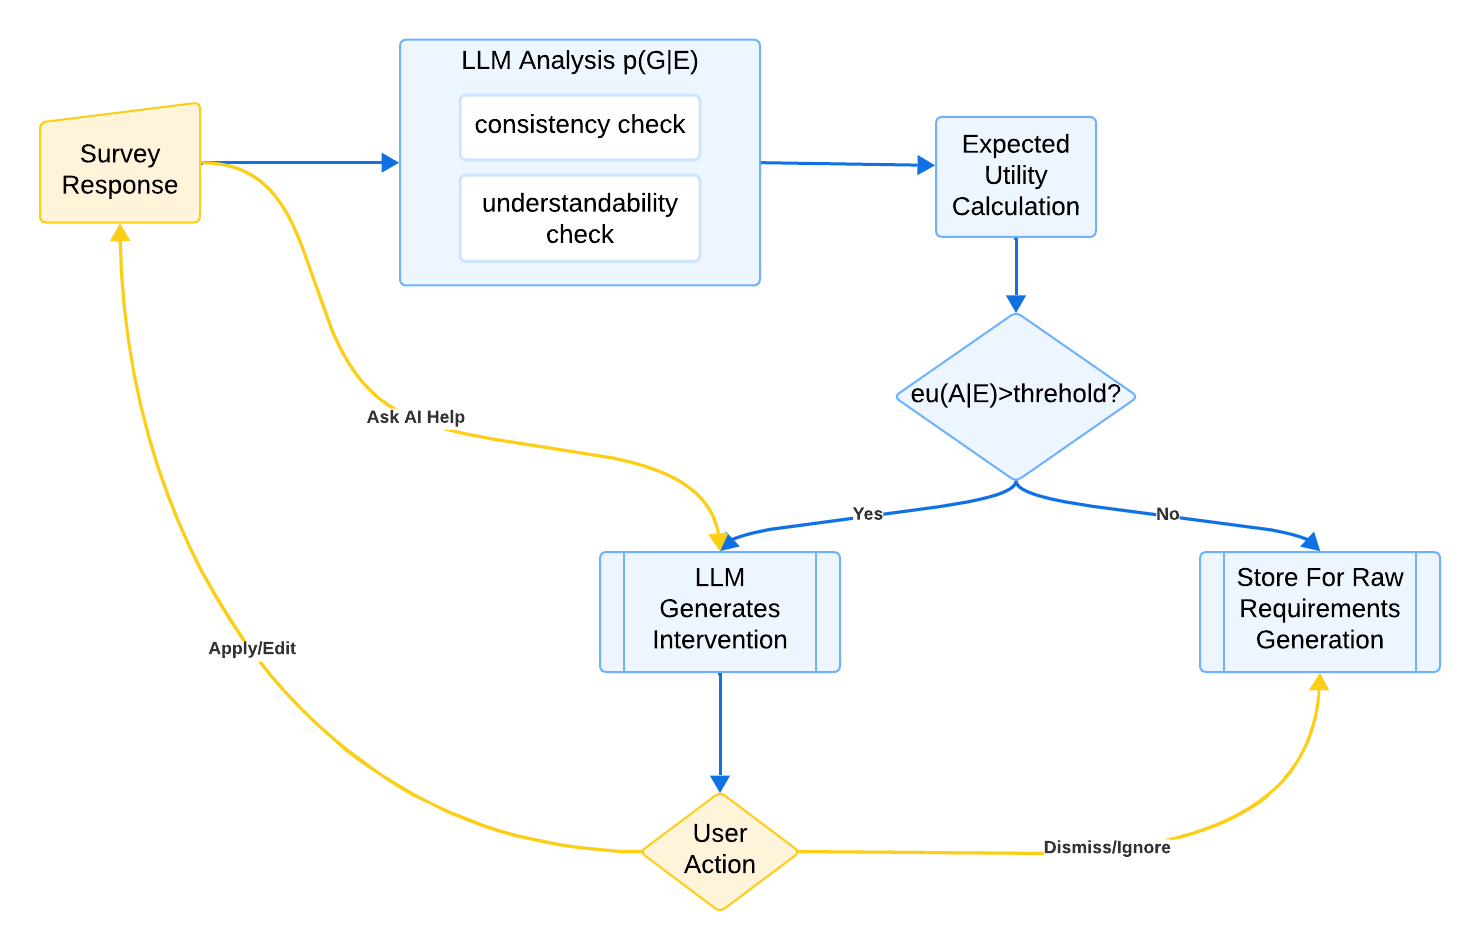 LLM Analysis p(G|E)
consistency check
understandability
check
Survey
Response
Expected
Utility
Calculation
eu(A|E)>threhold?
Ask AI Help
Yes
No
LLM
Generates
Intervention
Store For Raw
Requirements
Generation
Apply/Edit
User
Action
Dismiss/Ignore